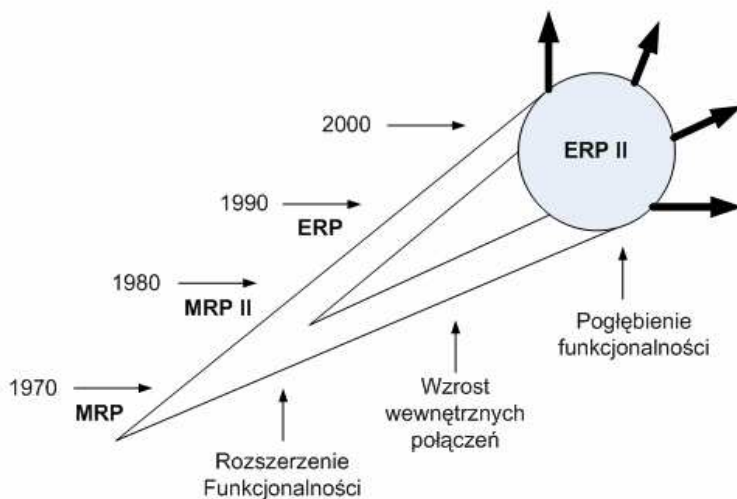 2000
ERP II
1990
ERP
1980
MRP II
Pogłębienie
funkcjonalności
1970
MRP
Wzrost
wewnętrznych
połączeń
Rozszerzenie
Funkcjonalności